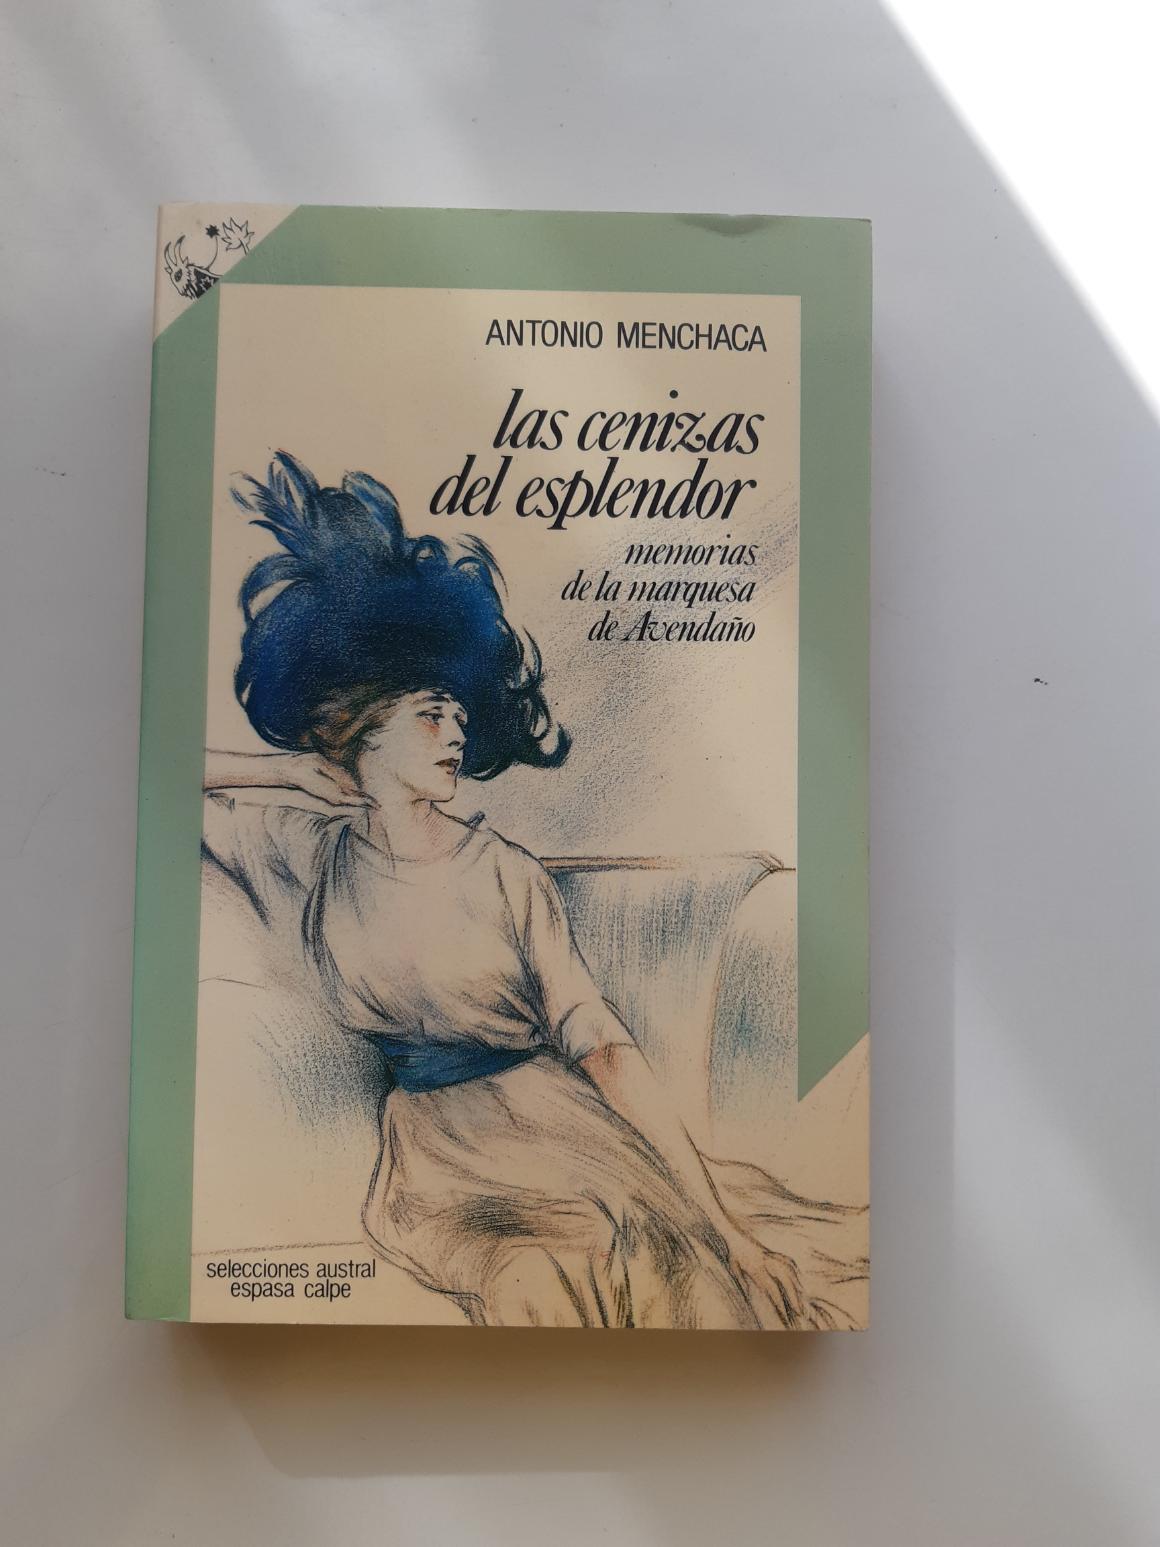 ANTONIO MENCHACA
las cenizas
del esplendor
memorias
de la marquesa
de Avendaño
selecciones austral
espasa calpe